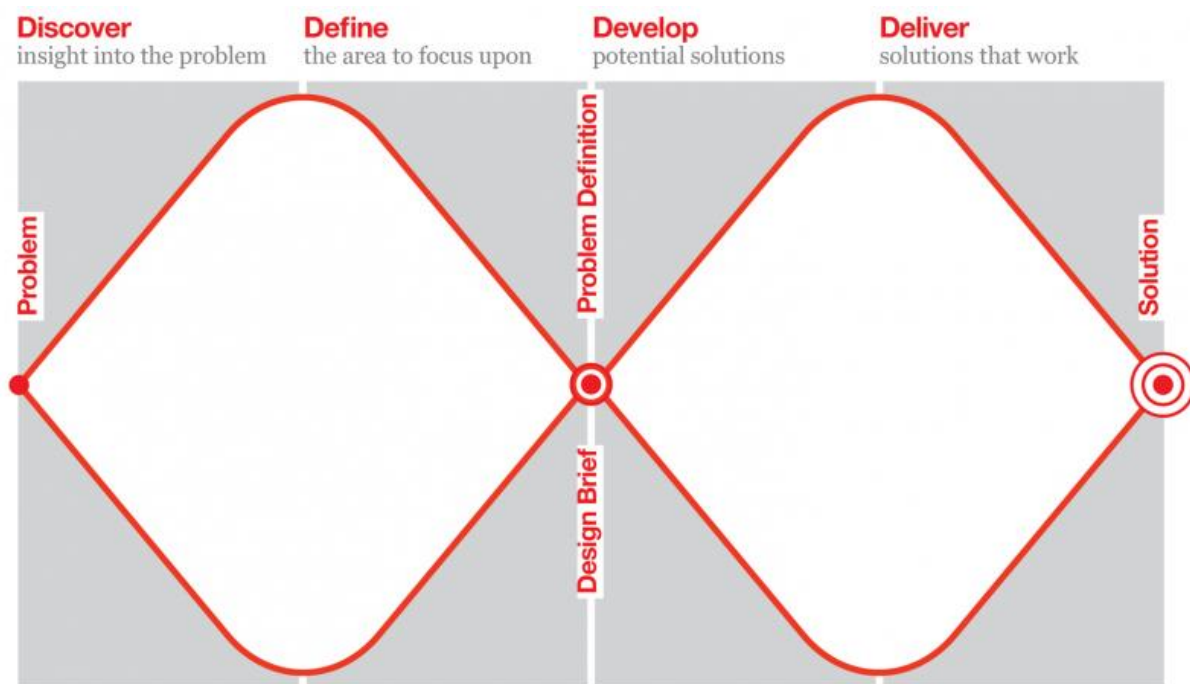 Discover
insight into the problem
Define
the area to focus upon
Develop
potential solutions
Deliver
solutions that work
Problem
Problem Definition
Design Brief
Solution